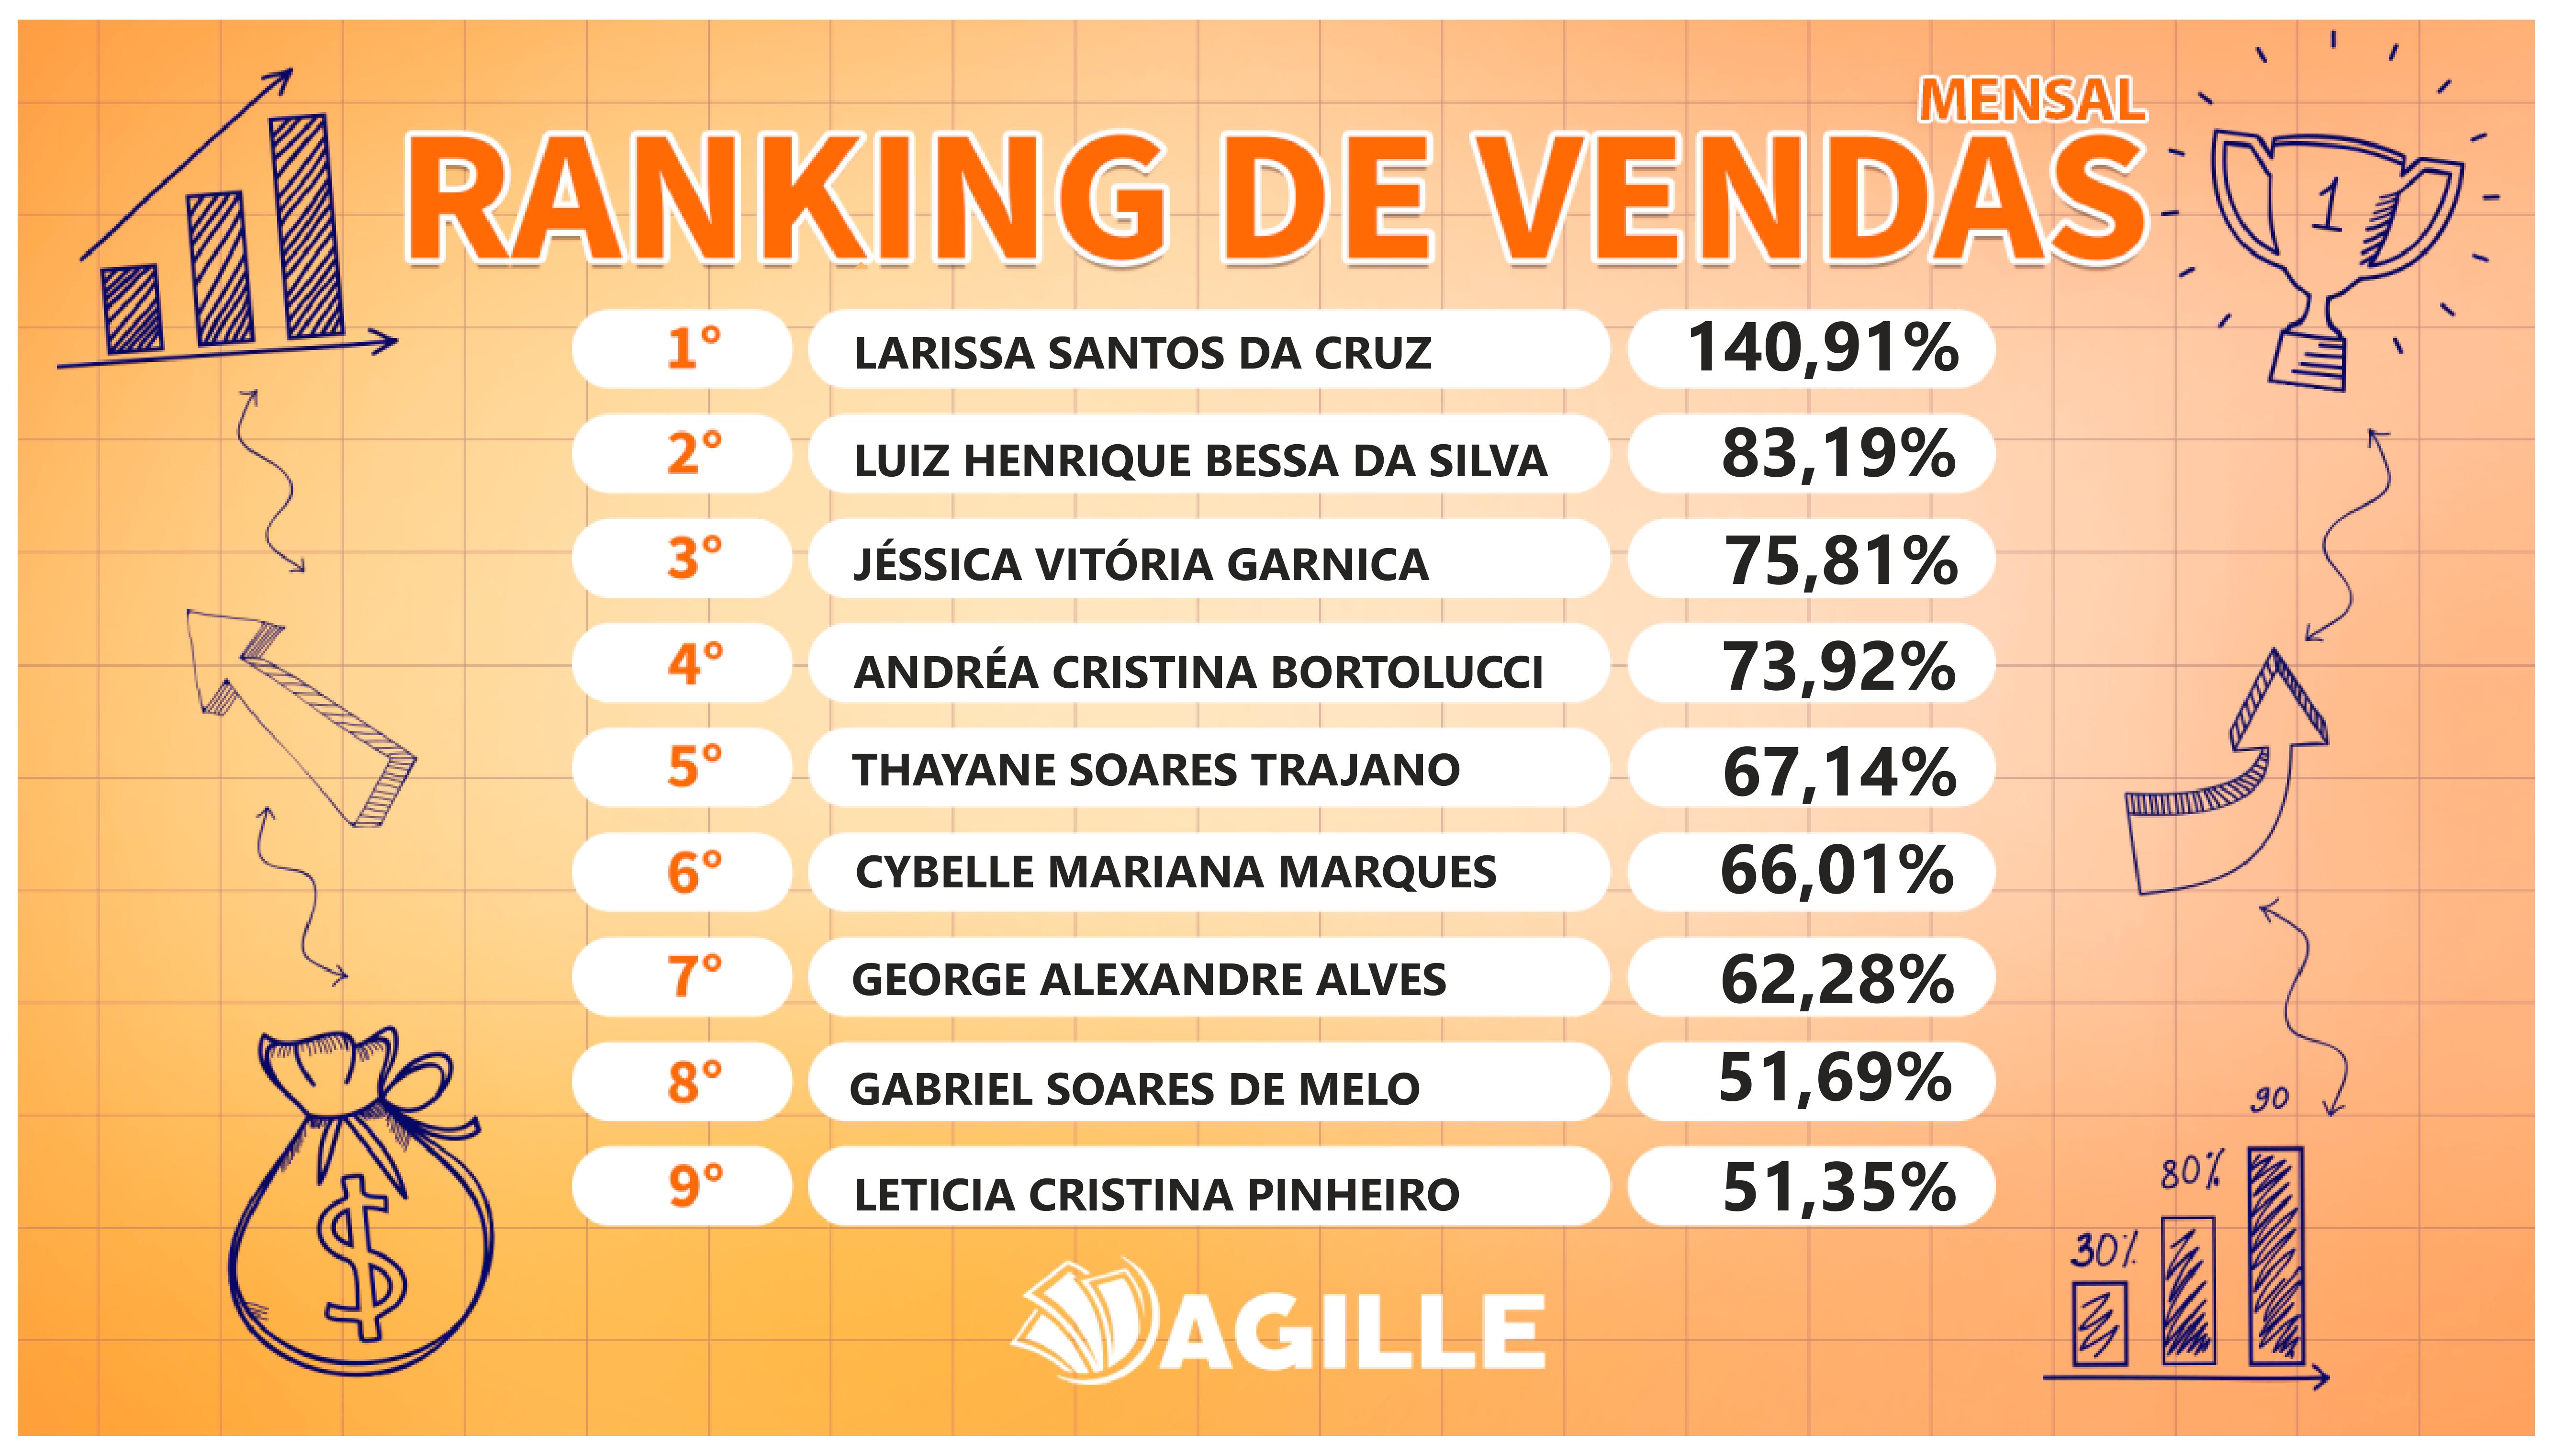 MENSAL
RANKING DE VENDAS
1
1° LARISSA SANTOS DA CRUZ 140,91%
2° LUIZ HENRIQUE BESSA DA SILVA 83,19%
3° JÉSSICA VITÓRIA GARNICA 75,81%
4° ANDRÉA CRISTINA BORTOLUCCI 73,92%
5° THAYANE SOARES TRAJANO 67,14%
6° CYBELLE MARIANA MARQUES 66,01%
7° GEORGE ALEXANDRE ALVES 62,28%
8° GABRIEL SOARES DE MELO 51,69%
9° LETICIA CRISTINA PINHEIRO 51,35%
90
80%
30%
$
AGILLE